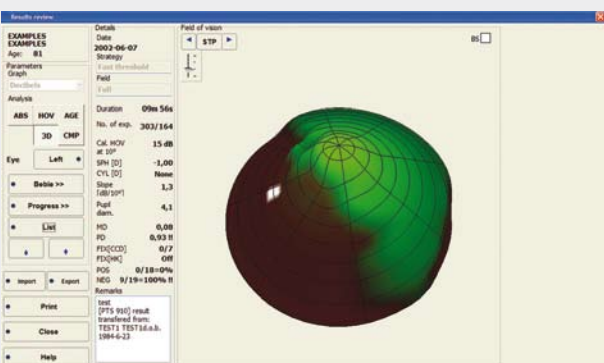 Results review
EXAMPLES
EXAMPLES
Age: 81
Parameters
Graph
Decibels
Analysis
ABS HOV AGE
3D CMP
Eye Left
Bebie >>
Progress >>
List
Import Export
Print
Close
Help
Details
Date
2002-06-07
Strategy
Fast threshold
Field
Full
Duration 09m 56s
No. of exp. 303/164
Cal. HOV 15 dB
at 10°
SPH [D] -1,00
CYL [D] None
Slope 1,3
[dB/10°]
Pupil 4,1
diam.
MD 0,08
PD 0,93 !!
FIX[CCD] 0/7
FIX[HK] Off
POS 0/18=0%
NEG 9/19=100% !!
Remarks
test
[PTS 910] result
transfered from:
TEST1 TEST1d.o.b.
1984-6-23
Field of vision
STP
BS